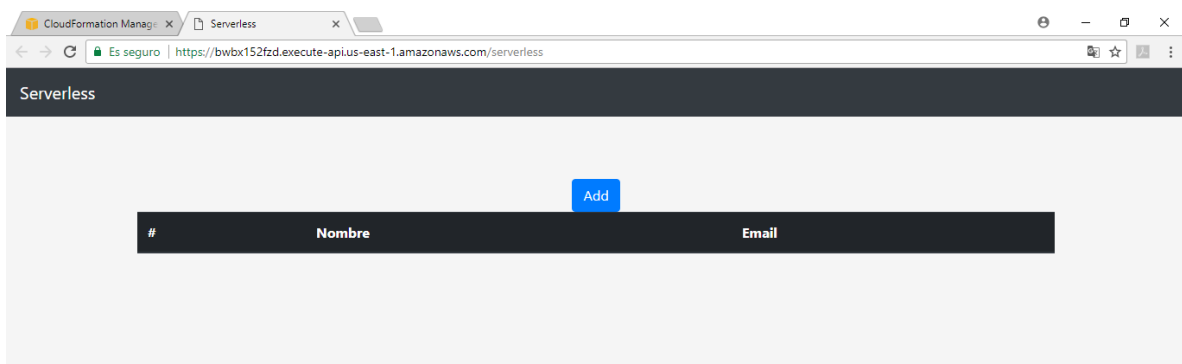 CloudFormation Manage
Serverless
Es seguro | https://bwbx152fzd.execute-api.us-east-1.amazonaws.com/serverless
Serverless
Add
# Nombre Email